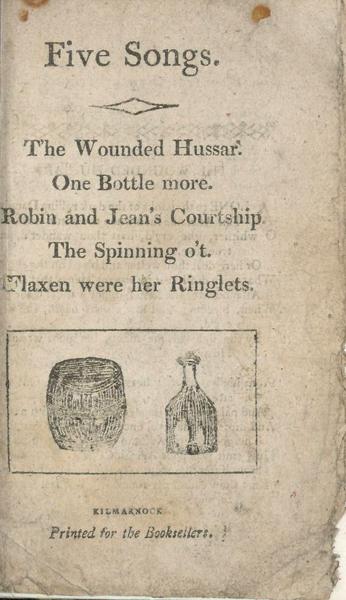 Five Songs.
The Wounded Hussar.
One Bottle more.
Robin and Jean's Courtship.
The Spinning o't.
Flaxen were her Ringlets.
KILMARNOCK
Printed for the Booksellers.